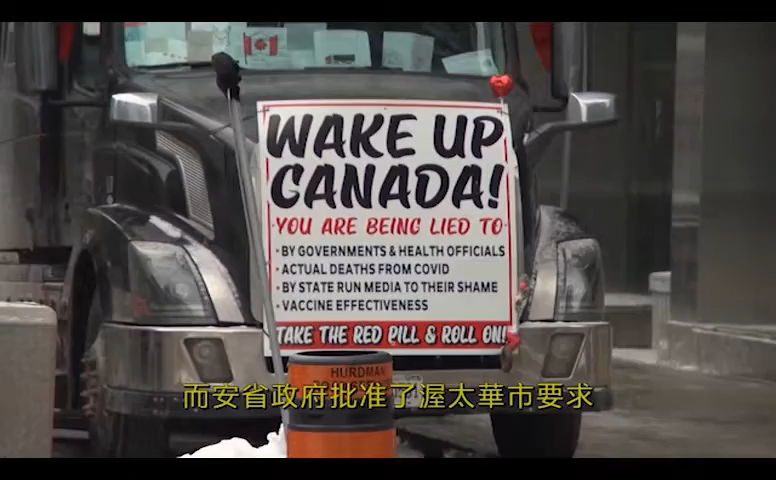 WAKE UP
CANADA!
YOU ARE BEING LIED TO
• BY GOVERNMENTS & HEALTH OFFICIALS
• ACTUAL DEATHS FROM COVID
• BY STATE RUN MEDIA TO THEIR SHAME
• VACCINE EFFECTIVENESS
TAKE THE RED PILL & ROLL ON!
HURDMAN
而安省政府批准了渥太華市要求